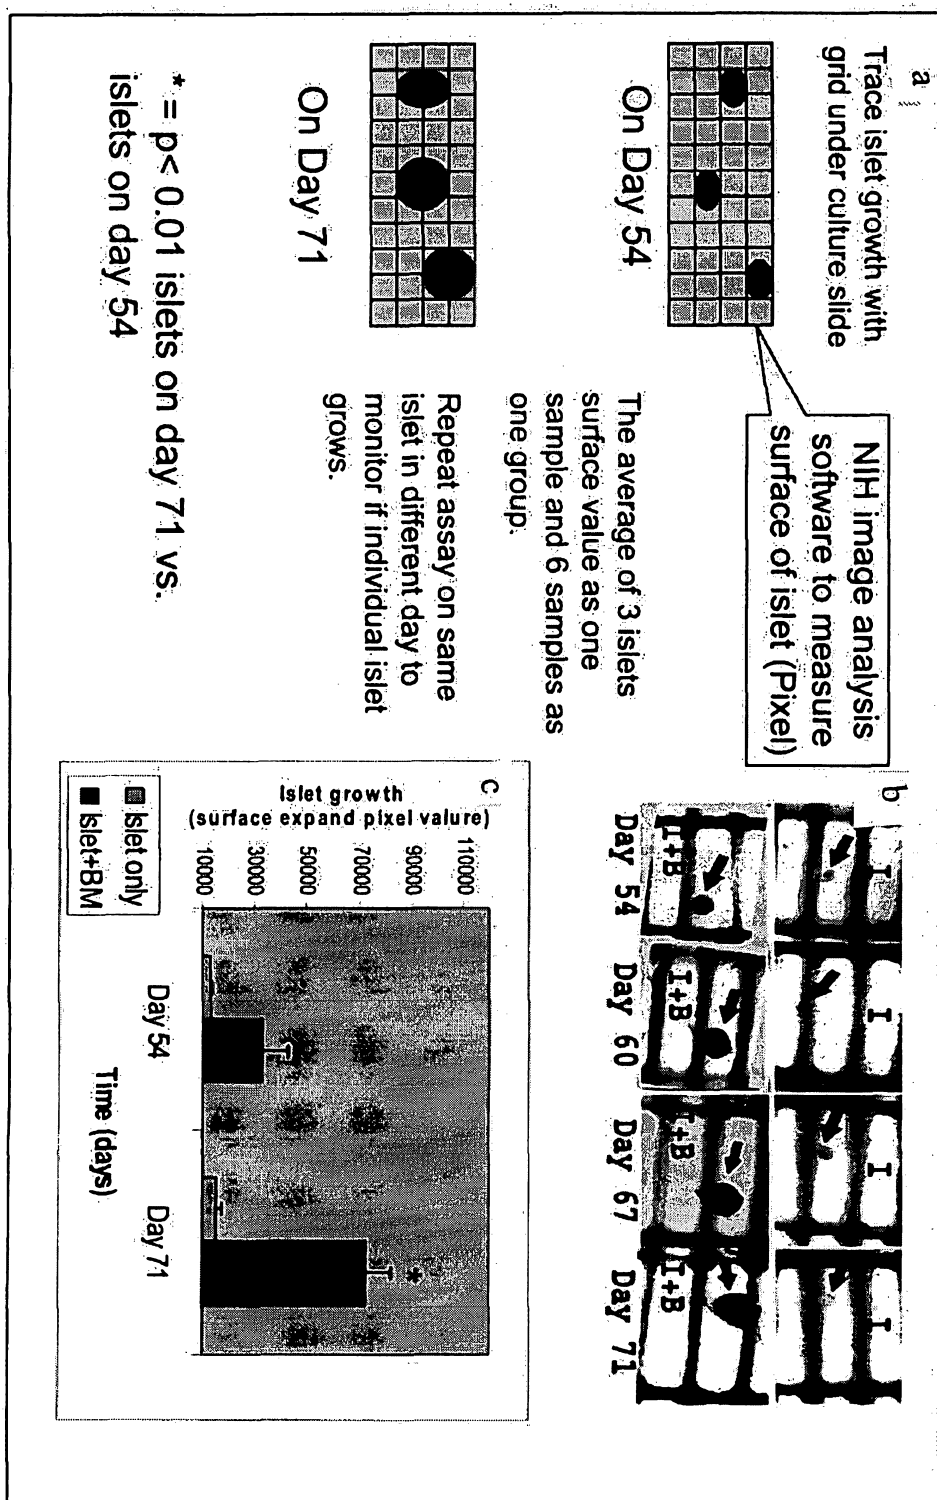 a
Trace islet growth with
grid under culture slide
On Day 54
On Day 71
* = p< 0.01 islets on day 71 vs.
islets on day 54
NIH image analysis
software to measure
surface of islet (Pixel)
The average of 3 islets
surface value as one
sample and 6 samples as
one group.
Repeat assay on same
islet in different day to
monitor if individual islet
grows.
b
I
I
I
I
I+B
I+B
I+B
I+B
Day 54
Day 60
Day 67
Day 71
c
Islet growth
(surface expand pixel valure)
110000
90000
70000
50000
30000
10000
*
Day 54
Day 71
Time (days)
Islet only
Islet+BM